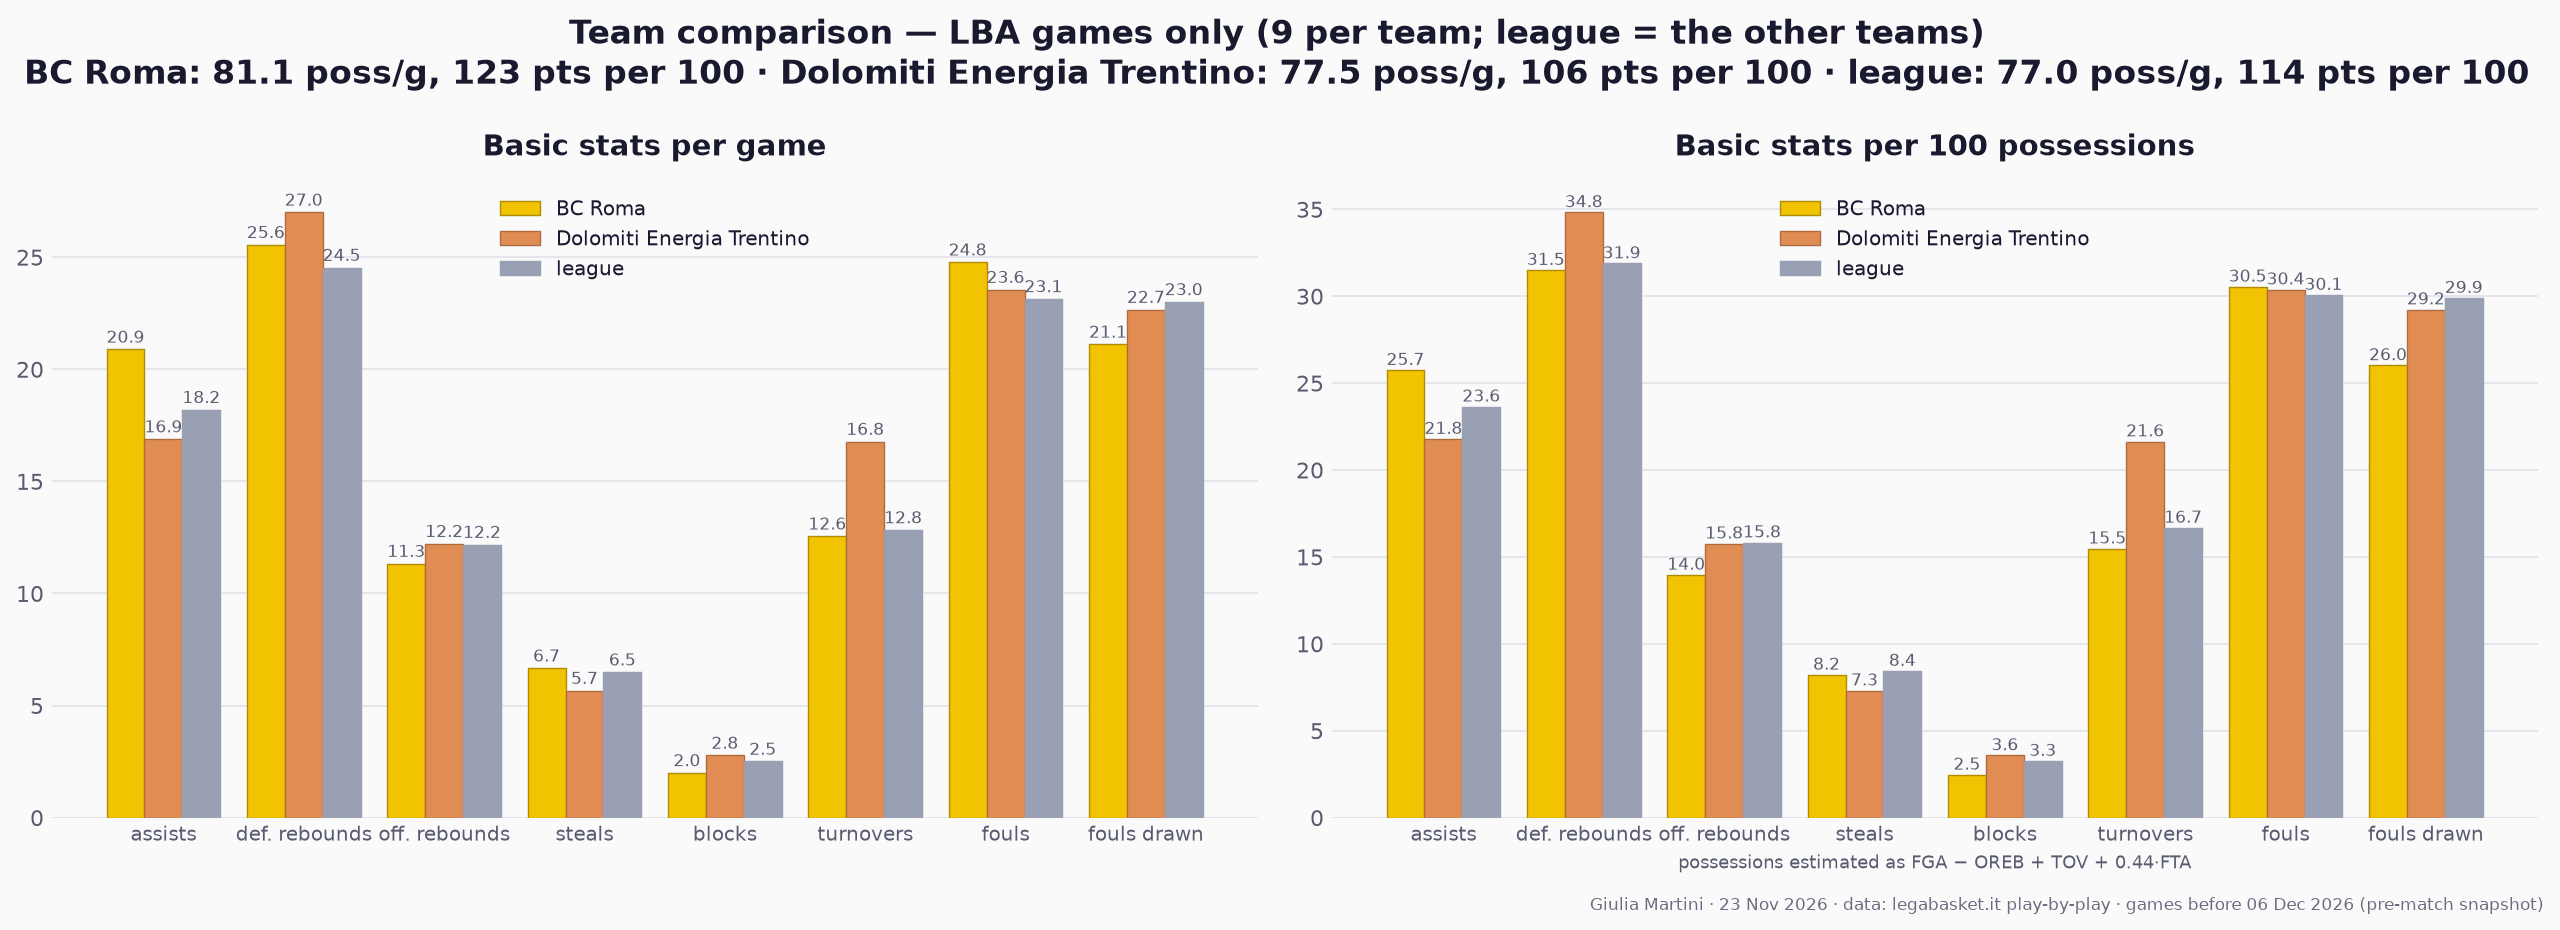 Team comparison — LBA games only (9 per team; league = the other teams)
BC Roma: 81.1 poss/g, 123 pts per 100 · Dolomiti Energia Trentino: 77.5 poss/g, 106 pts per 100 · league: 77.0 poss/g, 114 pts per 100
Basic stats per game
BC Roma
Dolomiti Energia Trentino
league
25
20
15
10
5
0
20.9 16.9 18.2
25.6 27.0 24.5
11.3 12.2 12.2
6.7 5.7 6.5
2.0 2.8 2.5
12.6 16.8 12.8
24.8 23.6 23.1
21.1 22.7 23.0
assists def. rebounds off. rebounds steals blocks turnovers fouls fouls drawn
Basic stats per 100 possessions
BC Roma
Dolomiti Energia Trentino
league
35
30
25
20
15
10
5
0
25.7 21.8 23.6
31.5 34.8 31.9
14.0 15.8 15.8
8.2 7.3 8.4
2.5 3.6 3.3
15.5 21.6 16.7
30.5 30.4 30.1
26.0 29.2 29.9
assists def. rebounds off. rebounds steals blocks turnovers fouls fouls drawn
possessions estimated as FGA − OREB + TOV + 0.44·FTA
Giulia Martini · 23 Nov 2026 · data: legabasket.it play-by-play · games before 06 Dec 2026 (pre-match snapshot)